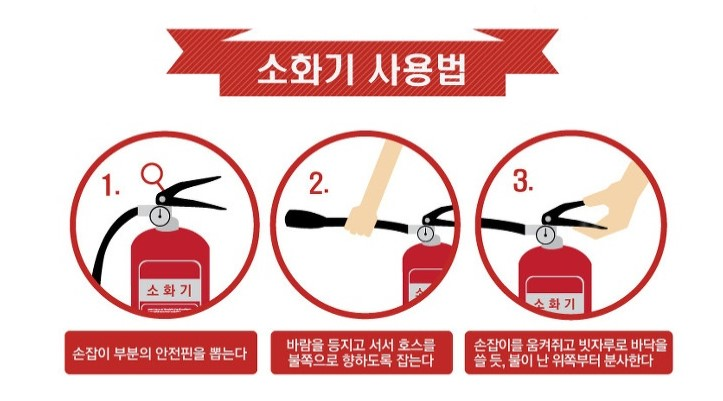 소화기 사용법
1.
2.
3.
소화기
소화기
손잡이 부분의 안전핀을 뽑는다
바람을 등지고 서서 호스를
불쪽으로 향하도록 잡는다
손잡이를 움켜쥐고 빗자루로 바닥을
쓸 듯, 불이 난 위쪽부터 분사한다